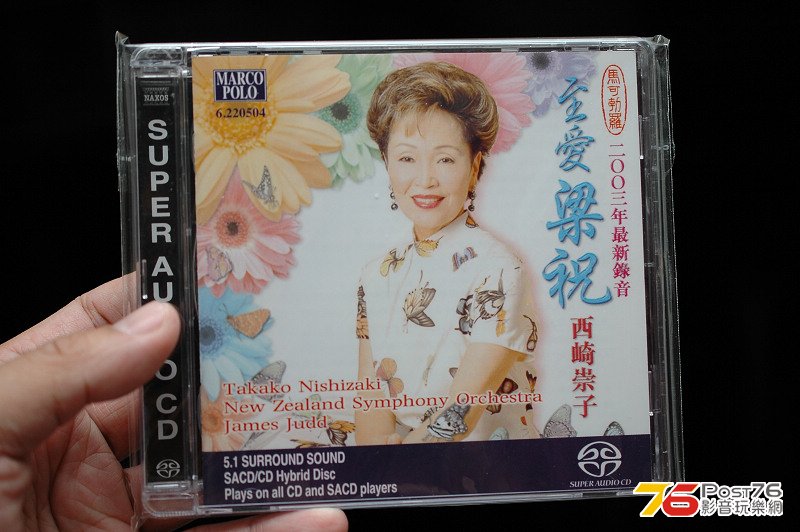 NAXOS
SUPER AUDIO CD
MARCO
POLO
6.220504
馬可勃羅
二〇〇三年最新錄音
至愛梁祝
西崎崇子
Takako Nishizaki
New Zealand Symphony Orchestra
James Judd
5.1 SURROUND SOUND
SACD/CD Hybrid Disc
Plays on all CD and SACD players
SUPER AUDIO CD
76 Post76
影音玩樂網